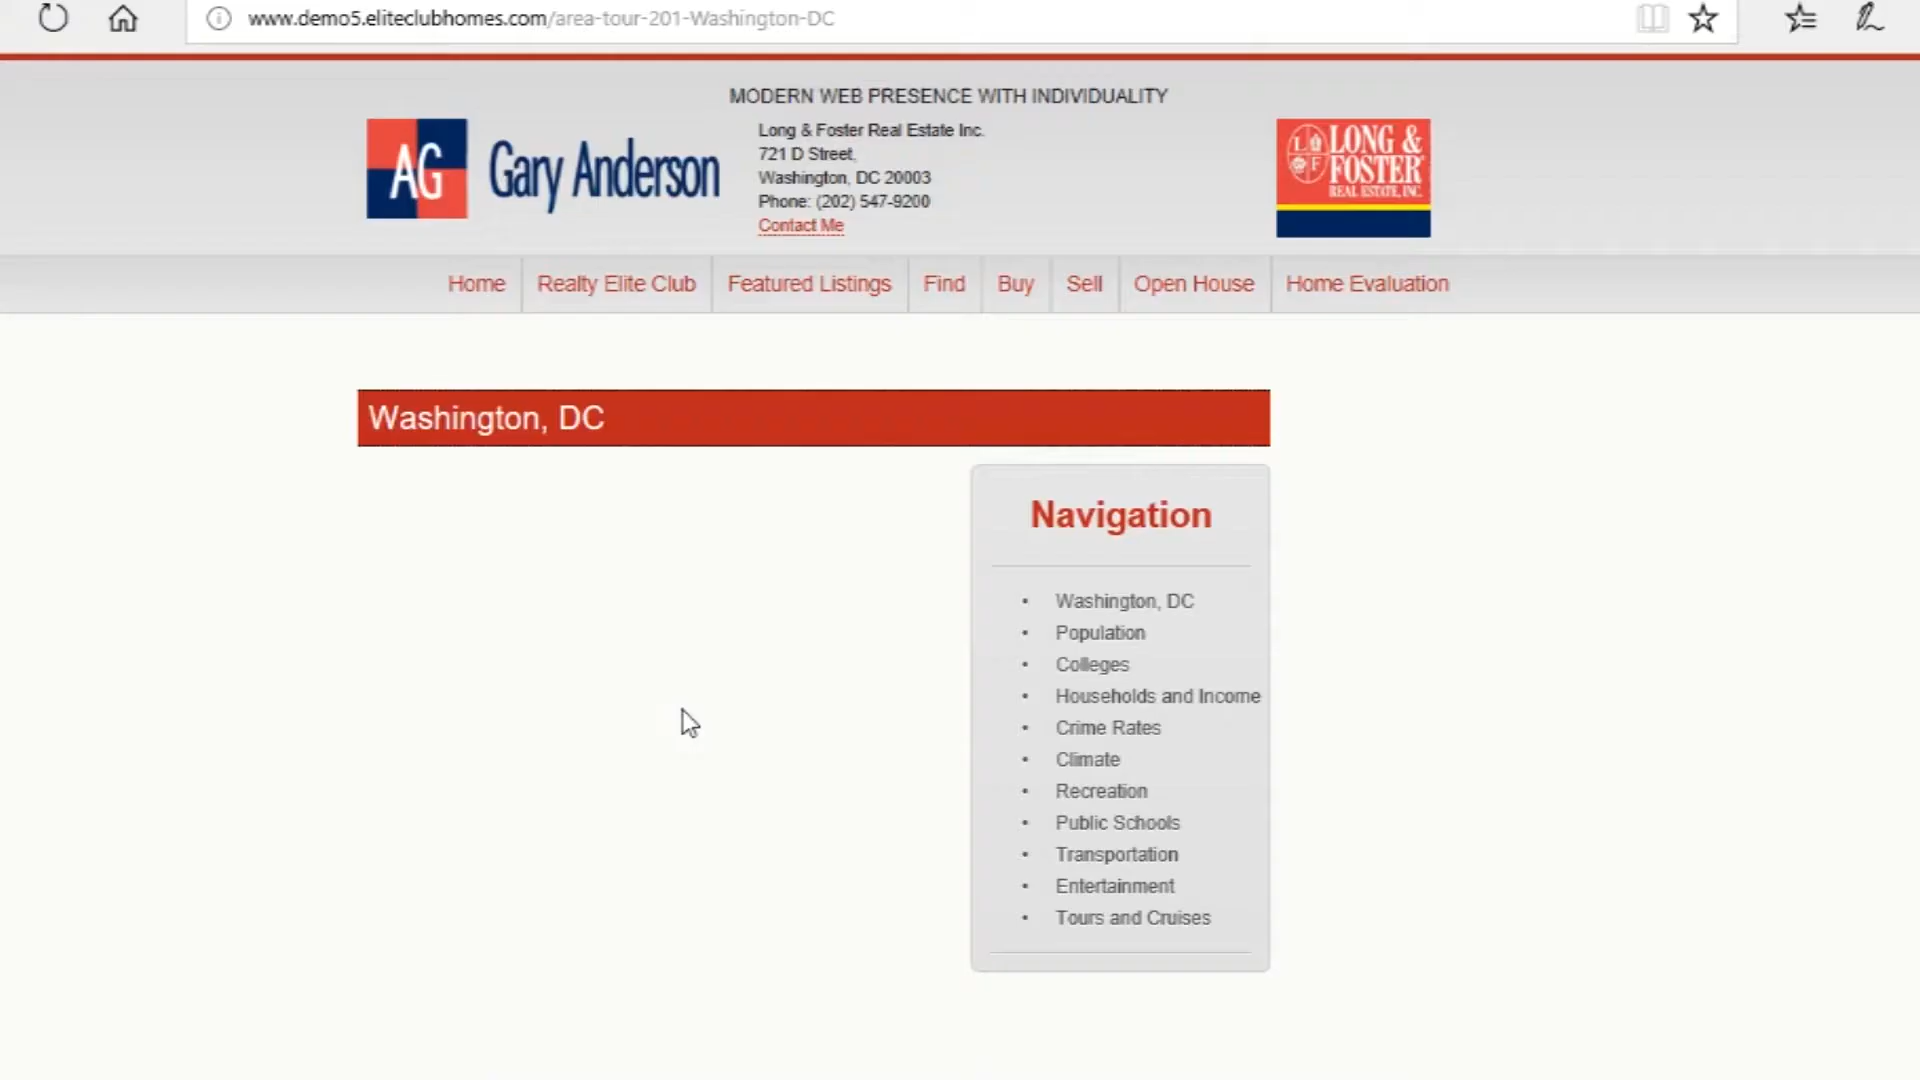 www.demo5.eliteclubhomes.com/area-tour-201-Washington-DC
MODERN WEB PRESENCE WITH INDIVIDUALITY
AG Gary Anderson
Long & Foster Real Estate Inc.
721 D Street,
Washington, DC 20003
Phone: (202) 547-9200
Contact Me
L F
LONG &
FOSTER
REAL ESTATE, INC.
Home Realty Elite Club Featured Listings Find Buy Sell Open House Home Evaluation
Washington, DC
Navigation
• Washington, DC
• Population
• Colleges
• Households and Income
• Crime Rates
• Climate
• Recreation
• Public Schools
• Transportation
• Entertainment
• Tours and Cruises